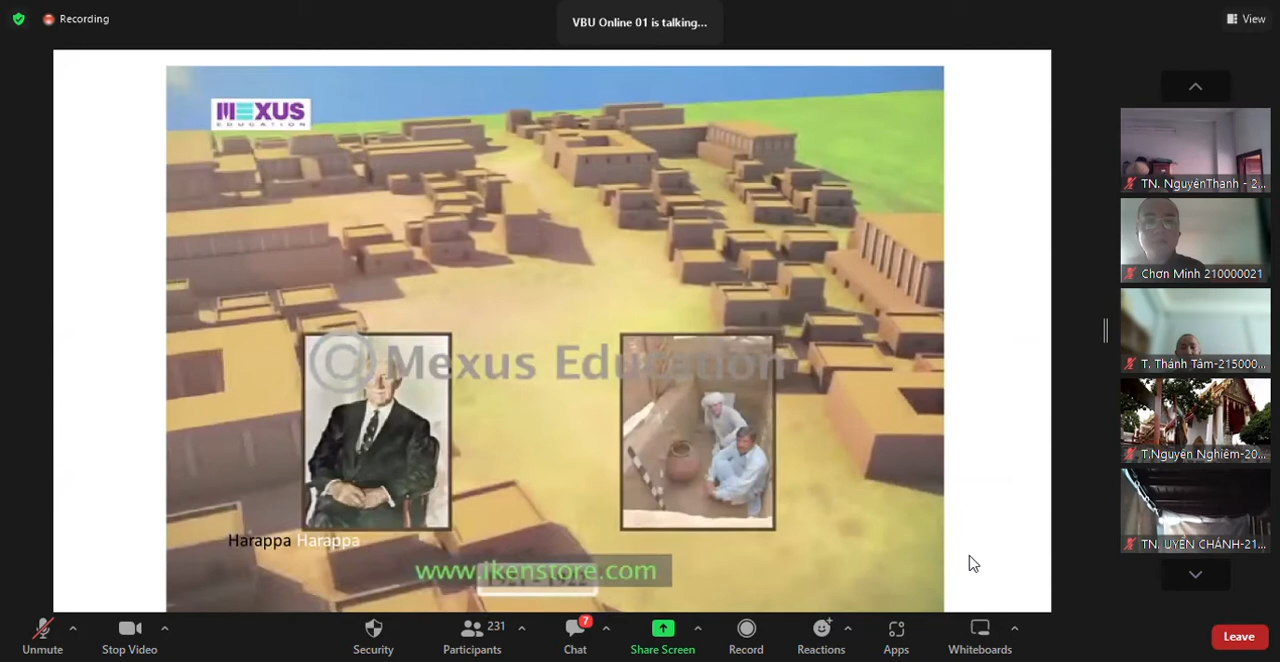 Recording
VBU Online 01 is talking...
View
MEXUS
EDUCATION
© Mexus Education
Harappa Harappa
www.ikenstore.com
TN. NguyênThanh - 2...
Chơn Minh 210000021
T. Thánh Tâm-215000...
T.Nguyên Nghiêm-20...
TN. UYÊN CHÁNH-21...
Unmute
Stop Video
Security
231
Participants
7
Chat
Share Screen
Record
Reactions
Apps
Whiteboards
Leave